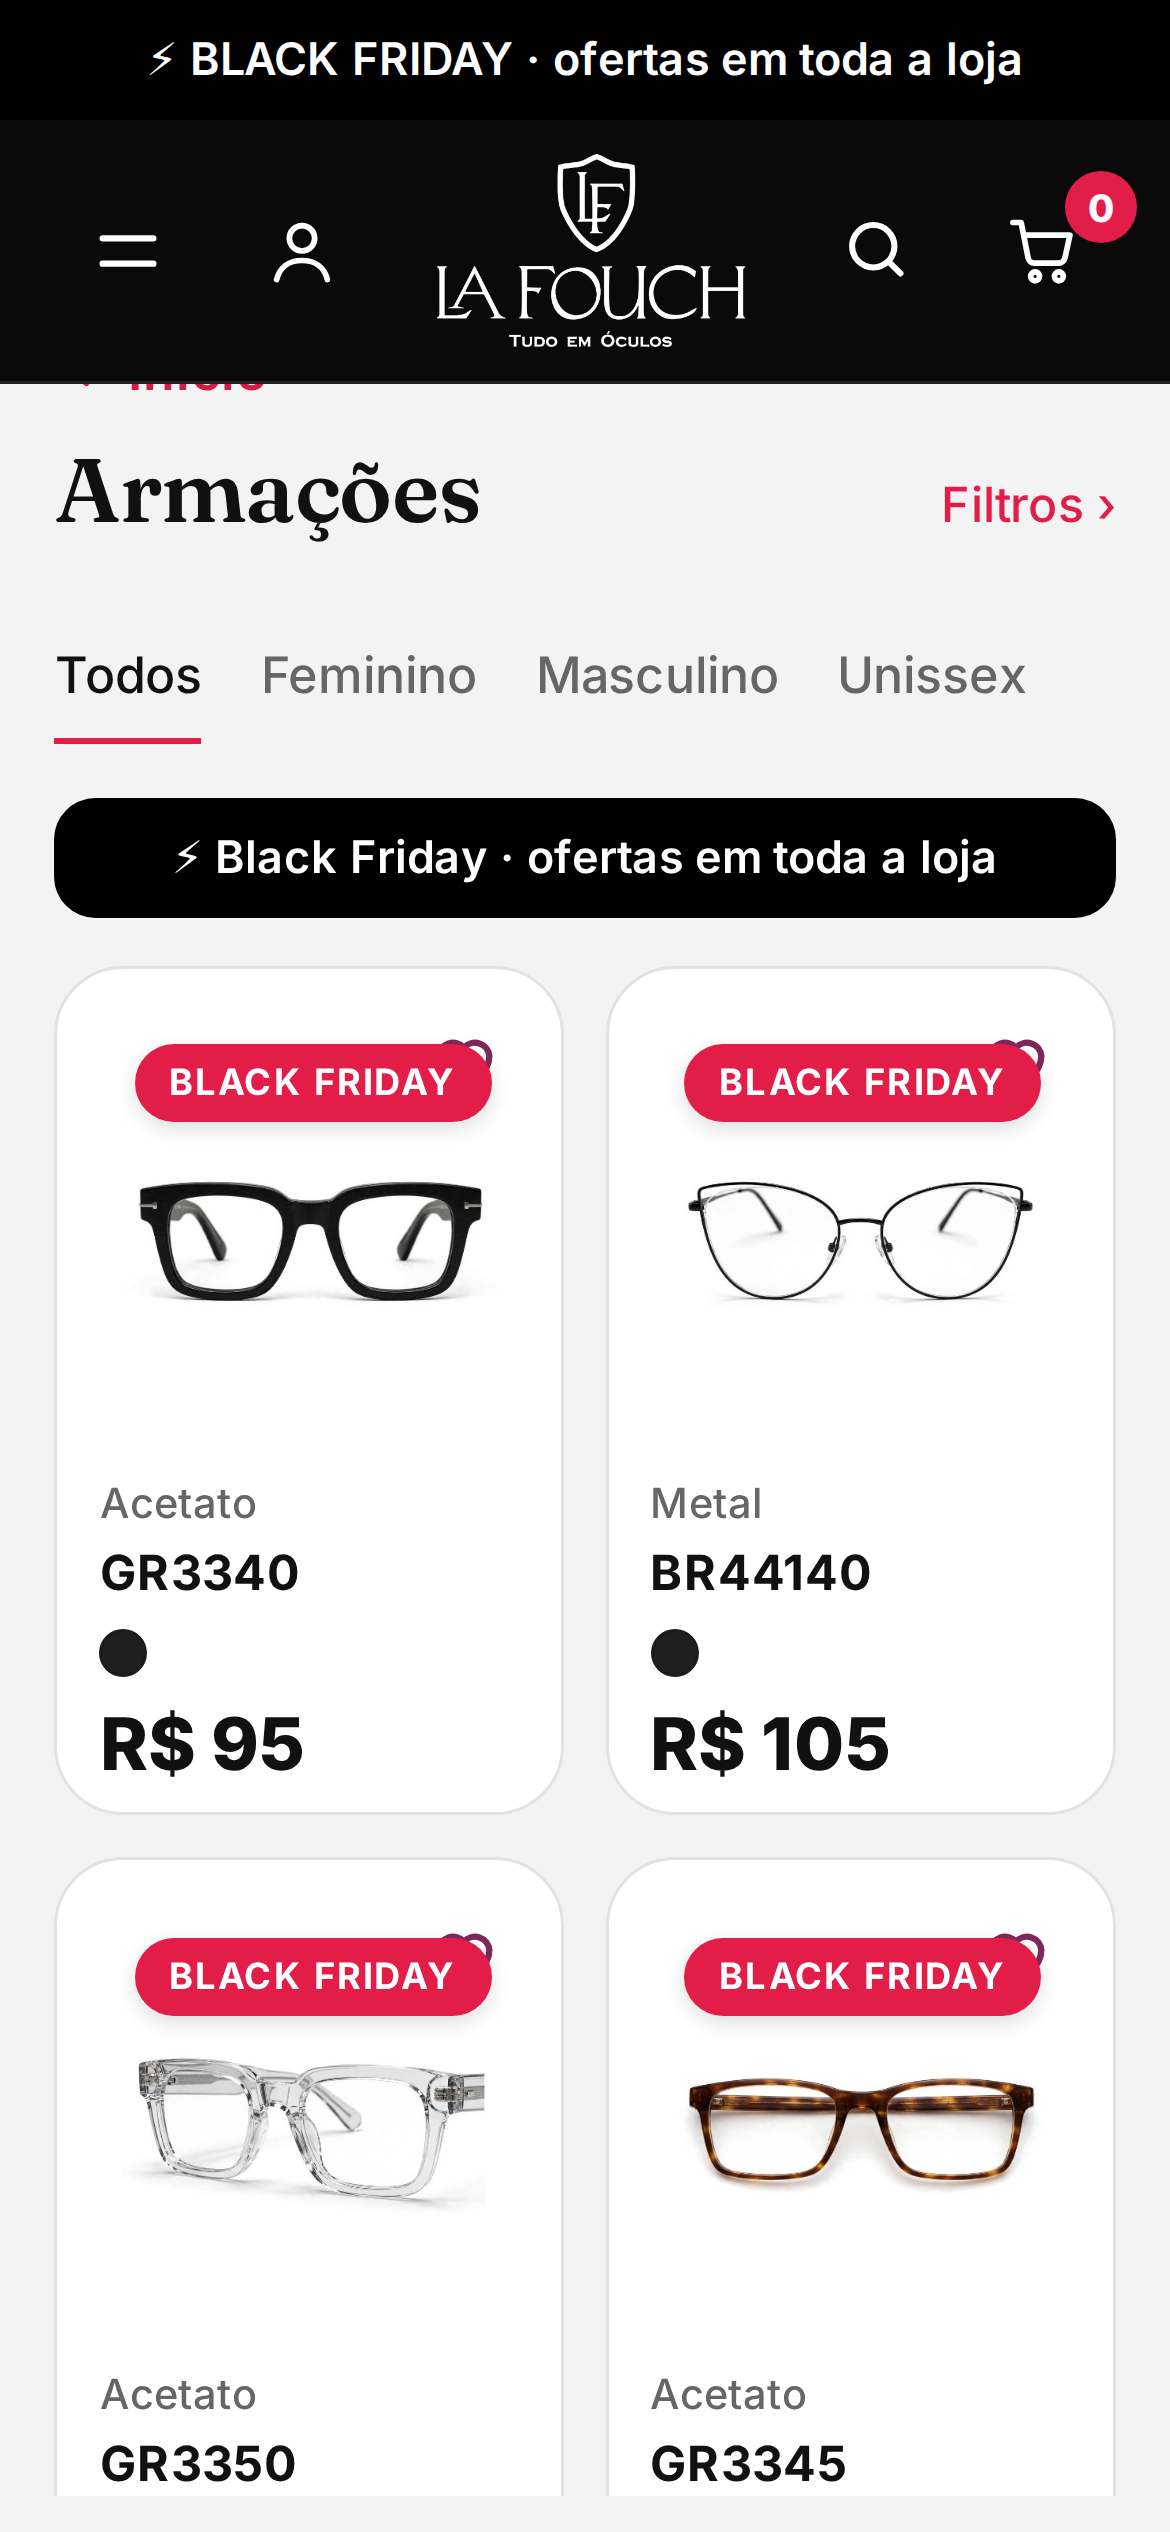 ⚡ BLACK FRIDAY · ofertas em toda a loja
LF
0
LA FOUCH
TUDO EM ÓCULOS
Armações
Filtros ›
Todos Feminino Masculino Unissex
⚡ Black Friday · ofertas em toda a loja
BLACK FRIDAY
Acetato
GR3340
R$ 95
BLACK FRIDAY
Metal
BR44140
R$ 105
BLACK FRIDAY
Acetato
GR3350
BLACK FRIDAY
Acetato
GR3345